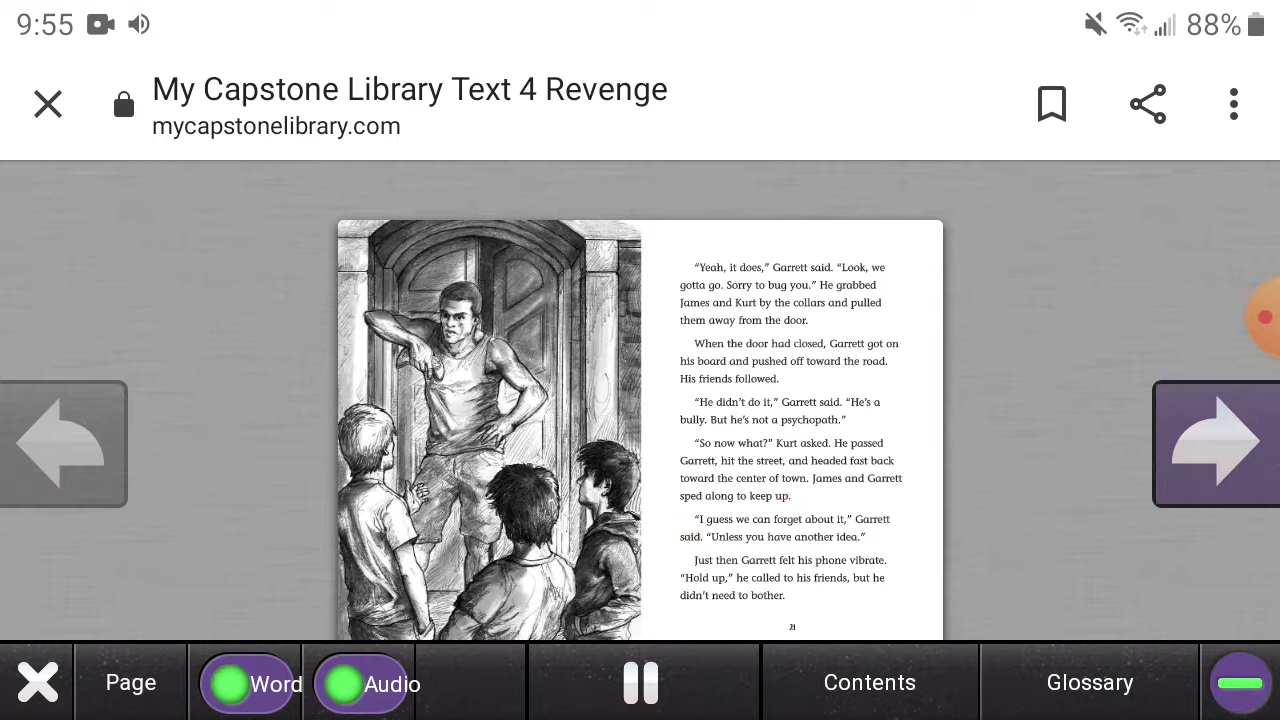 9:55
88%
My Capstone Library Text 4 Revenge
mycapstonelibrary.com
“Yeah, it does,” Garrett said. “Look, we
gotta go. Sorry to bug you.” He grabbed
James and Kurt by the collars and pulled
them away from the door.
When the door had closed, Garrett got on
his board and pushed off toward the road.
His friends followed.
“He didn’t do it,” Garrett said. “He’s a
bully. But he’s not a psychopath.”
“So now what?” Kurt asked. He passed
Garrett, hit the street, and headed fast back
toward the center of town. James and Garrett
sped along to keep up.
“I guess we can forget about it,” Garrett
said. “Unless you have another idea.”
Just then Garrett felt his phone vibrate.
“Hold up,” he called to his friends, but he
didn’t need to bother.
21
Page
Word
Audio
Contents
Glossary